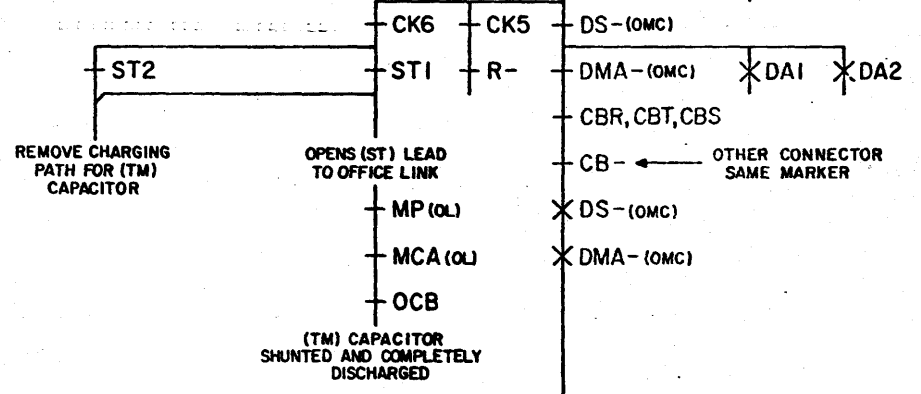 CK6 CK5 DS-(OMC)
ST2 ST1 R- DMA-(OMC) DA1 DA2
CBR, CBT, CBS
REMOVE CHARGING
PATH FOR (TM)
CAPACITOR
OPENS (ST) LEAD
TO OFFICE LINK
CB- OTHER CONNECTOR
SAME MARKER
MP (OL) DS-(OMC)
MCA (OL) DMA-(OMC)
OCB
(TM) CAPACITOR
SHUNTED AND COMPLETELY
DISCHARGED